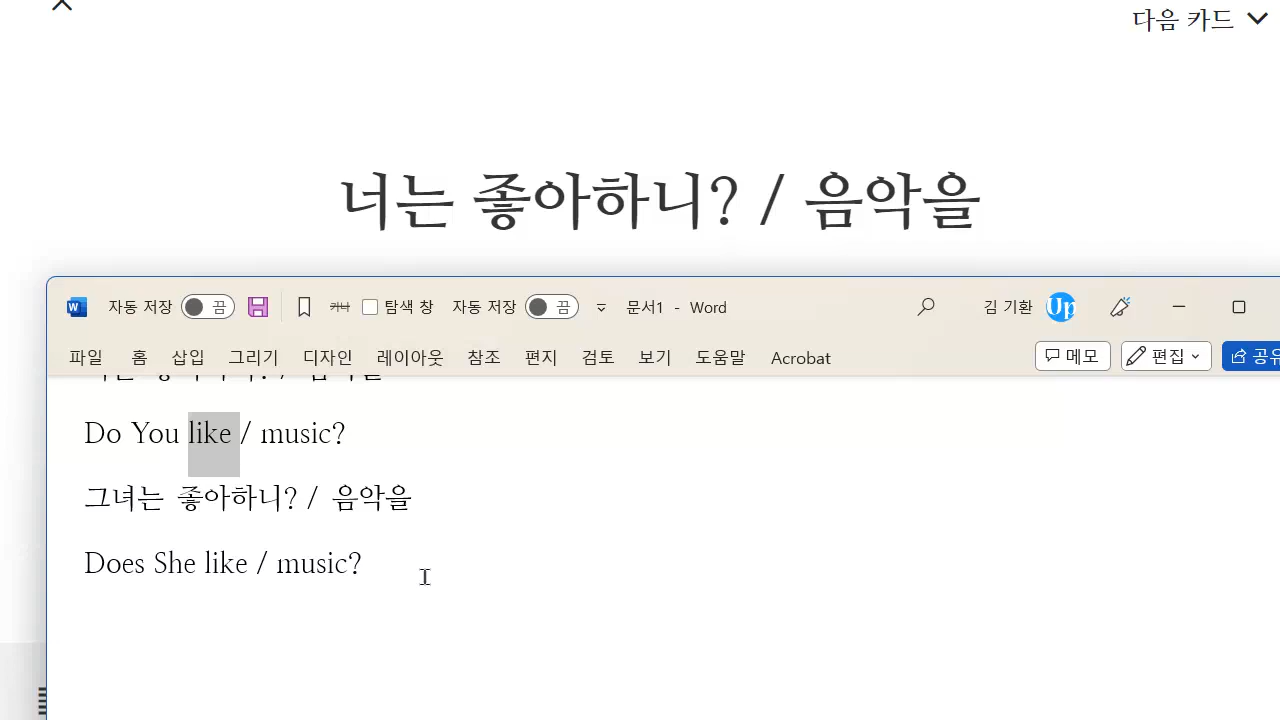 다음 카드
너는 좋아하니? / 음악을
자동 저장 끔 가나 탐색 창 자동 저장 끔 문서1 - Word 김 기환 Up
파일 홈 삽입 그리기 디자인 레이아웃 참조 편지 검토 보기 도움말 Acrobat 메모 편집 공유
Do You like / music?
그녀는 좋아하니? / 음악을
Does She like / music?